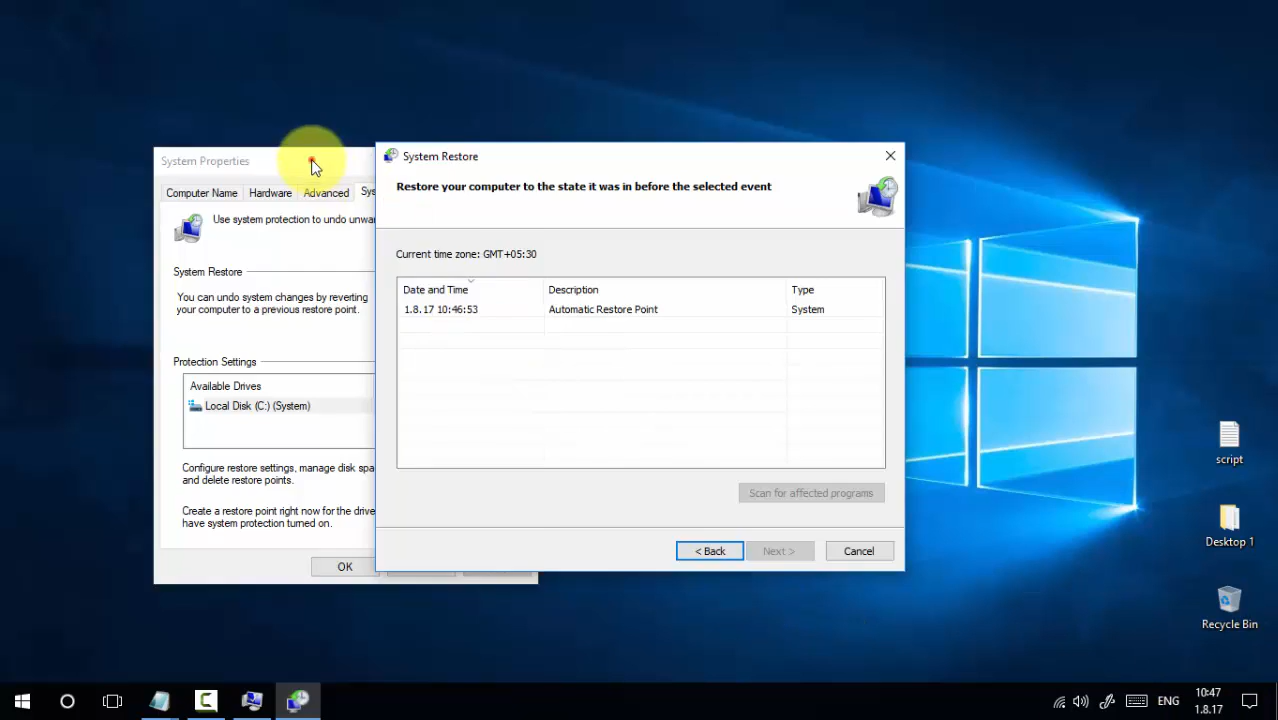 System Properties
Computer Name
Hardware
Advanced
Sys
Use system protection to undo unwa
System Restore
You can undo system changes by reverting
your computer to a previous restore point.
Protection Settings
Available Drives
Local Disk (C:) (System)
Configure restore settings, manage disk spa
and delete restore points.
Create a restore point right now for the drive
have system protection turned on.
OK
System Restore
Restore your computer to the state it was in before the selected event
Current time zone: GMT+05:30
Date and Time Description Type
1.8.17 10:46:53 Automatic Restore Point System
Scan for affected programs
< Back
Next >
Cancel
script
Desktop 1
Recycle Bin
ENG
10:47
1.8.17